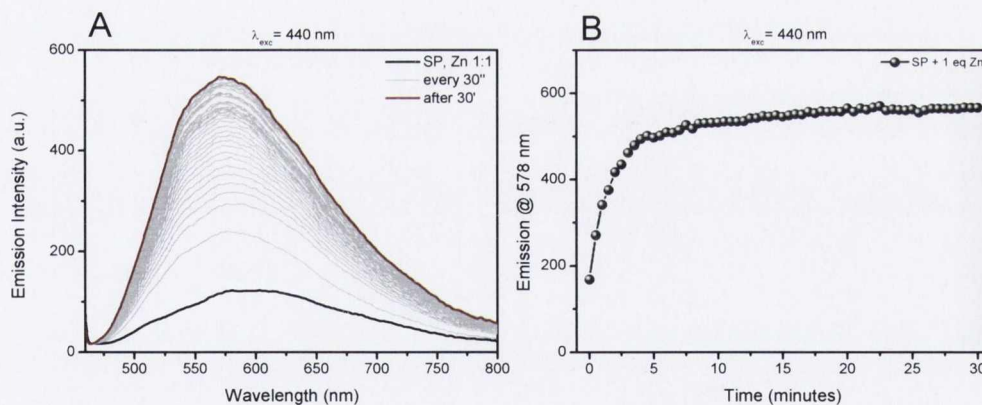 A
λexc= 440 nm
SP, Zn 1:1
every 30"
after 30'
Emission Intensity (a.u.)
600
400
200
0
500
550
600
650
700
750
800
Wavelength (nm)
B
λexc= 440 nm
SP + 1 eq Zn
Emission @ 578 nm
600
400
200
0
0
5
10
15
20
25
30
Time (minutes)